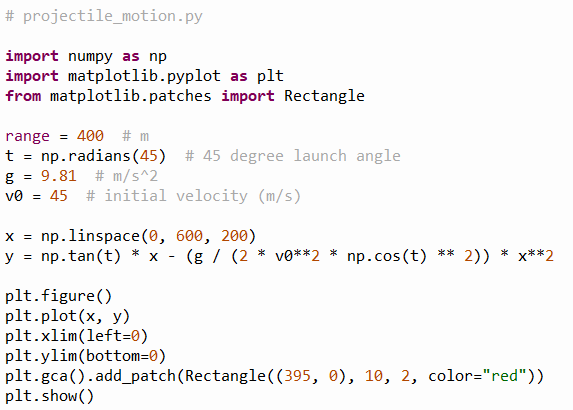 # projectile_motion.py

import numpy as np
import matplotlib.pyplot as plt
from matplotlib.patches import Rectangle

range = 400  # m
t = np.radians(45)  # 45 degree launch angle
g = 9.81  # m/s^2
v0 = 45  # initial velocity (m/s)

x = np.linspace(0, 600, 200)
y = np.tan(t) * x - (g / (2 * v0**2 * np.cos(t) ** 2)) * x**2

plt.figure()
plt.plot(x, y)
plt.xlim(left=0)
plt.ylim(bottom=0)
plt.gca().add_patch(Rectangle((395, 0), 10, 2, color="red"))
plt.show()